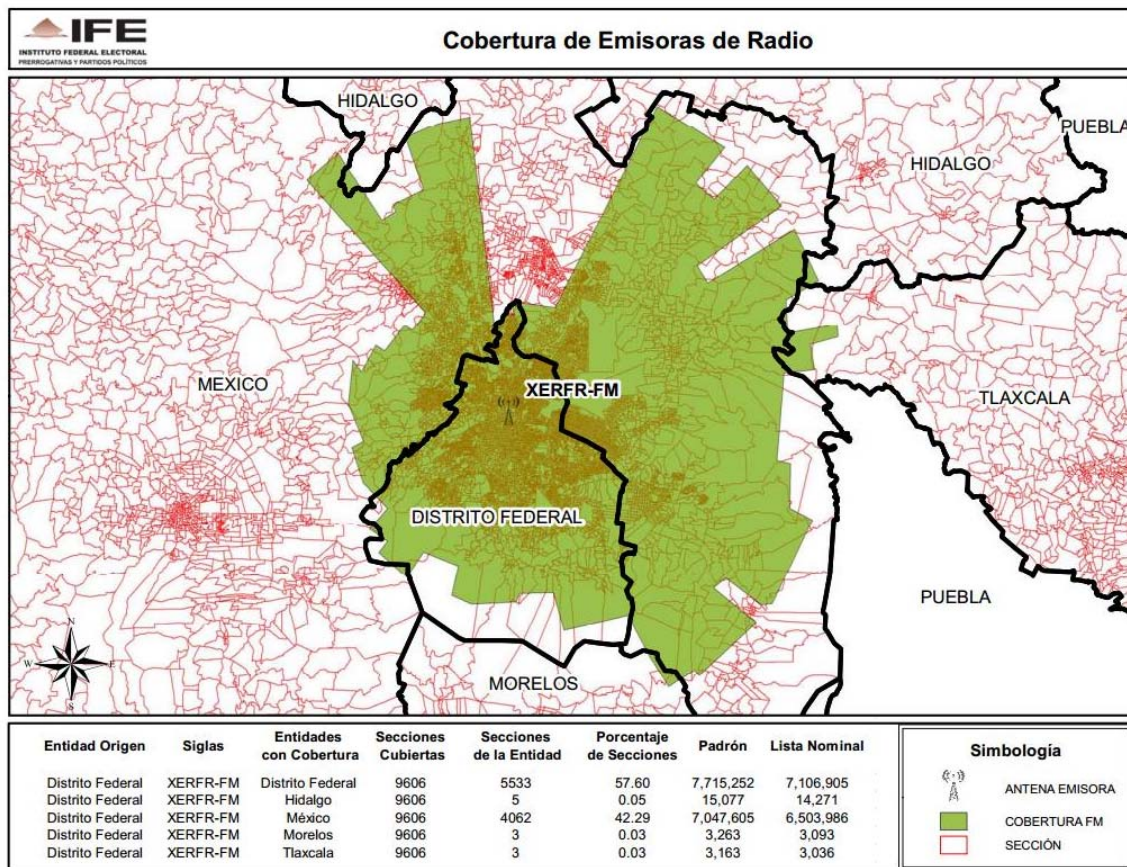 IFE
INSTITUTO FEDERAL ELECTORAL
PRERROGATIVAS Y PARTIDOS POLÍTICOS
Cobertura de Emisoras de Radio
HIDALGO
PUEBLA
HIDALGO
MEXICO
XERFR-FM
TLAXCALA
DISTRITO FEDERAL
PUEBLA
MORELOS
N
W E
S
Entidad Origen Siglas Entidades con Cobertura Secciones Cubiertas Secciones de la Entidad Porcentaje de Secciones Padrón Lista Nominal
Distrito Federal XERFR-FM Distrito Federal 9606 5533 57.60 7,715,252 7,106,905
Distrito Federal XERFR-FM Hidalgo 9606 5 0.05 15,077 14,271
Distrito Federal XERFR-FM México 9606 4062 42.29 7,047,605 6,503,986
Distrito Federal XERFR-FM Morelos 9606 3 0.03 3,263 3,093
Distrito Federal XERFR-FM Tlaxcala 9606 3 0.03 3,163 3,036
Simbología
ANTENA EMISORA
COBERTURA FM
SECCIÓN